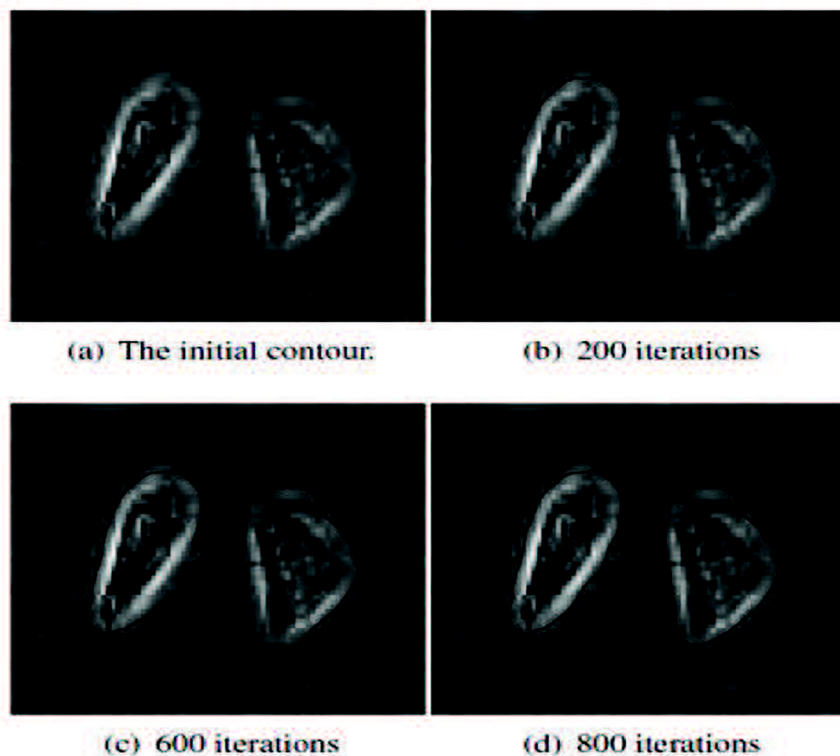 (a) The initial contour.
(b) 200 iterations
(c) 600 iterations
(d) 800 iterations